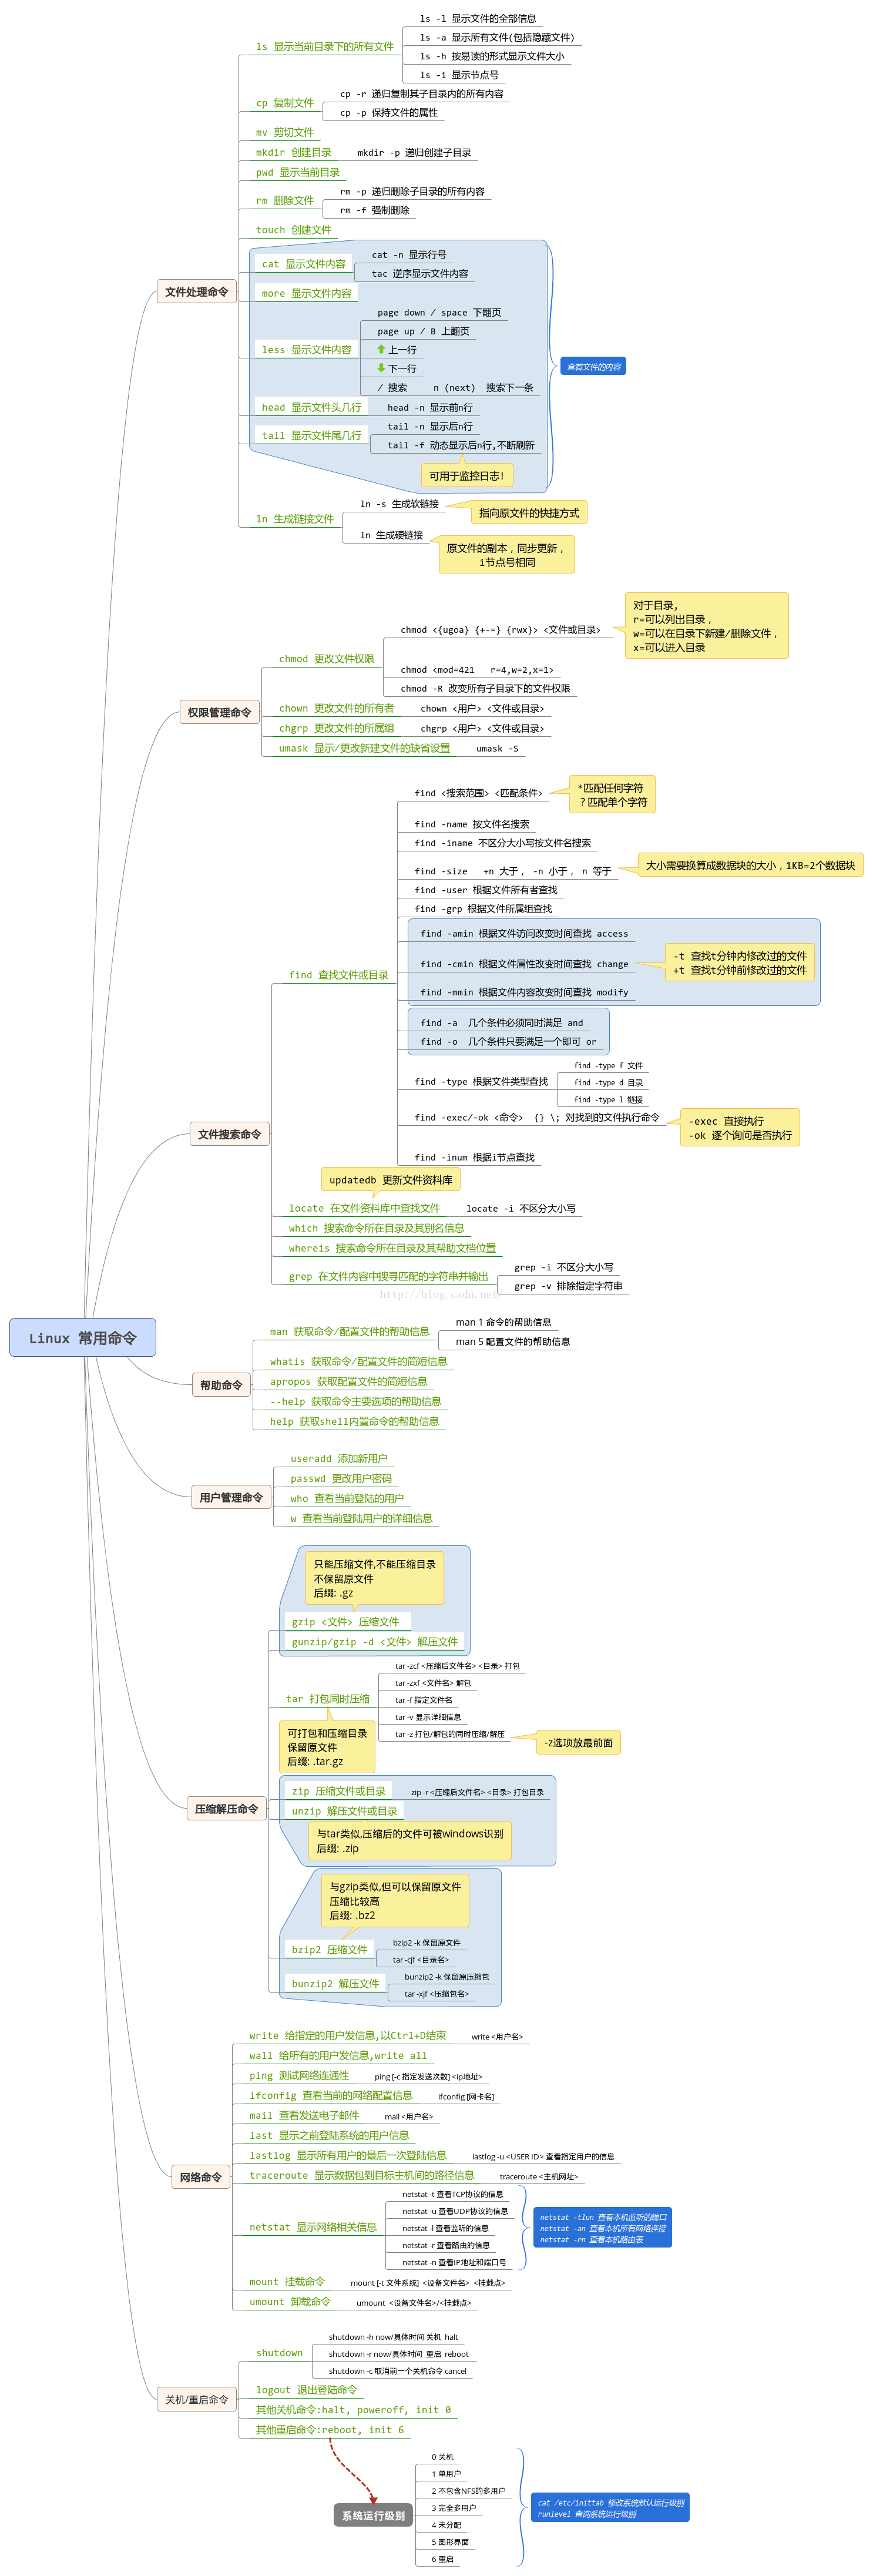 Linux 常用命令
文件处理命令
ls 显示当前目录下的所有文件
ls -l 显示文件的全部信息
ls -a 显示所有文件(包括隐藏文件)
ls -h 按易读的形式显示文件大小
ls -i 显示节点号
cp 复制文件
cp -r 递归复制其子目录内的所有内容
cp -p 保持文件的属性
mv 剪切文件
mkdir 创建目录
mkdir -p 递归创建子目录
pwd 显示当前目录
rm 删除文件
rm -p 递归删除子目录的所有内容
rm -f 强制删除
touch 创建文件
cat 显示文件内容
cat -n 显示行号
tac 逆序显示文件内容
more 显示文件内容
less 显示文件内容
page down / space 下翻页
page up / B 上翻页
上一行
下一行
/ 搜索 n (next) 搜索下一条
head 显示文件头几行
head -n 显示前n行
tail 显示文件尾几行
tail -n 显示后n行
tail -f 动态显示后n行,不断刷新
可用于监控日志!
查看文件的内容
ln 生成链接文件
ln -s 生成软链接
指向原文件的快捷方式
ln 生成硬链接
原文件的副本，同步更新，
i节点号相同
权限管理命令
chmod 更改文件权限
chmod <{ugoa} {+-=} {rwx}> <文件或目录>
对于目录,
r=可以列出目录，
w=可以在目录下新建/删除文件，
x=可以进入目录
chmod <mod=421 r=4,w=2,x=1>
chmod -R 改变所有子目录下的文件权限
chown 更改文件的所有者
chown <用户> <文件或目录>
chgrp 更改文件的所属组
chgrp <用户> <文件或目录>
umask 显示/更改新建文件的缺省设置
umask -S
文件搜索命令
find 查找文件或目录
find <搜索范围> <匹配条件>
*匹配任何字符
？匹配单个字符
find -name 按文件名搜索
find -iname 不区分大小写按文件名搜索
find -size +n 大于， -n 小于， n 等于
大小需要换算成数据块的大小，1KB=2个数据块
find -user 根据文件所有者查找
find -grp 根据文件所属组查找
find -amin 根据文件访问改变时间查找 access
find -cmin 根据文件属性改变时间查找 change
-t 查找t分钟内修改过的文件
+t 查找t分钟前修改过的文件
find -mmin 根据文件内容改变时间查找 modify
find -a 几个条件必须同时满足 and
find -o 几个条件只要满足一个即可 or
find -type 根据文件类型查找
find -type f 文件
find -type d 目录
find -type l 链接
find -exec/-ok <命令> {} \; 对找到的文件执行命令
-exec 直接执行
-ok 逐个询问是否执行
find -inum 根据i节点查找
updatedb 更新文件资料库
locate 在文件资料库中查找文件
locate -i 不区分大小写
which 搜索命令所在目录及其别名信息
whereis 搜索命令所在目录及其帮助文档位置
grep 在文件内容中搜寻匹配的字符串并输出
grep -i 不区分大小写
grep -v 排除指定字符串
http://blog.csdn.net/
帮助命令
man 获取命令/配置文件的帮助信息
man 1 命令的帮助信息
man 5 配置文件的帮助信息
whatis 获取命令/配置文件的简短信息
apropos 获取配置文件的简短信息
--help 获取命令主要选项的帮助信息
help 获取shell内置命令的帮助信息
用户管理命令
useradd 添加新用户
passwd 更改用户密码
who 查看当前登陆的用户
w 查看当前登陆用户的详细信息
压缩解压命令
只能压缩文件,不能压缩目录
不保留原文件
后缀: .gz
gzip <文件> 压缩文件
gunzip/gzip -d <文件> 解压文件
tar 打包同时压缩
tar -zcf <压缩后文件名> <目录> 打包
tar -zxf <文件名> 解包
tar -f 指定文件名
tar -v 显示详细信息
tar -z 打包/解包的同时压缩/解压
-z选项放最前面
可打包和压缩目录
保留原文件
后缀: .tar.gz
zip 压缩文件或目录
zip -r <压缩后文件名> <目录> 打包目录
unzip 解压文件或目录
与tar类似,压缩后的文件可被windows识别
后缀: .zip
与gzip类似,但可以保留原文件
压缩比较高
后缀: .bz2
bzip2 压缩文件
bzip2 -k 保留原文件
tar -cjf <目录名>
bunzip2 解压文件
bunzip2 -k 保留原压缩包
tar -xjf <压缩包名>
网络命令
write 给指定的用户发信息,以Ctrl+D结束
write <用户名>
wall 给所有的用户发信息,write all
ping 测试网络连通性
ping [-c 指定发送次数] <ip地址>
ifconfig 查看当前的网络配置信息
ifconfig [网卡名]
mail 查看发送电子邮件
mail <用户名>
last 显示之前登陆系统的用户信息
lastlog 显示所有用户的最后一次登陆信息
lastlog -u <USER ID> 查看指定用户的信息
traceroute 显示数据包到目标主机间的路径信息
traceroute <主机网址>
netstat 显示网络相关信息
netstat -t 查看TCP协议的信息
netstat -u 查看UDP协议的信息
netstat -l 查看监听的信息
netstat -r 查看路由的信息
netstat -n 查看IP地址和端口号
netstat -tlun 查看本机监听的端口
netstat -an 查看本机所有网络连接
netstat -rn 查看本机路由表
mount 挂载命令
mount [-t 文件系统] <设备文件名> <挂载点>
umount 卸载命令
umount <设备文件名>/<挂载点>
关机/重启命令
shutdown
shutdown -h now/具体时间 关机 halt
shutdown -r now/具体时间 重启 reboot
shutdown -c 取消前一个关机命令 cancel
logout 退出登陆命令
其他关机命令:halt, poweroff, init 0
其他重启命令:reboot, init 6
系统运行级别
0 关机
1 单用户
2 不包含NFS的多用户
3 完全多用户
4 未分配
5 图形界面
6 重启
cat /etc/inittab 修改系统默认运行级别
runlevel 查询系统运行级别